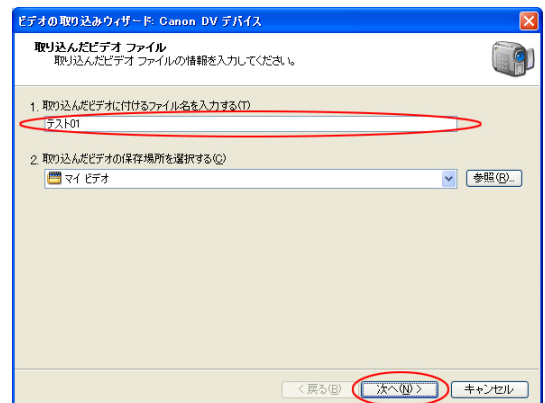 ビデオの取り込みウィザード: Canon DV デバイス
取り込んだビデオ ファイル
取り込んだビデオ ファイルの情報を入力してください。
1. 取り込んだビデオに付けるファイル名を入力する(T)
テスト01
2. 取り込んだビデオの保存場所を選択する(C)
マイ ビデオ
参照(R)...
< 戻る(B)
次へ(N) >
キャンセル